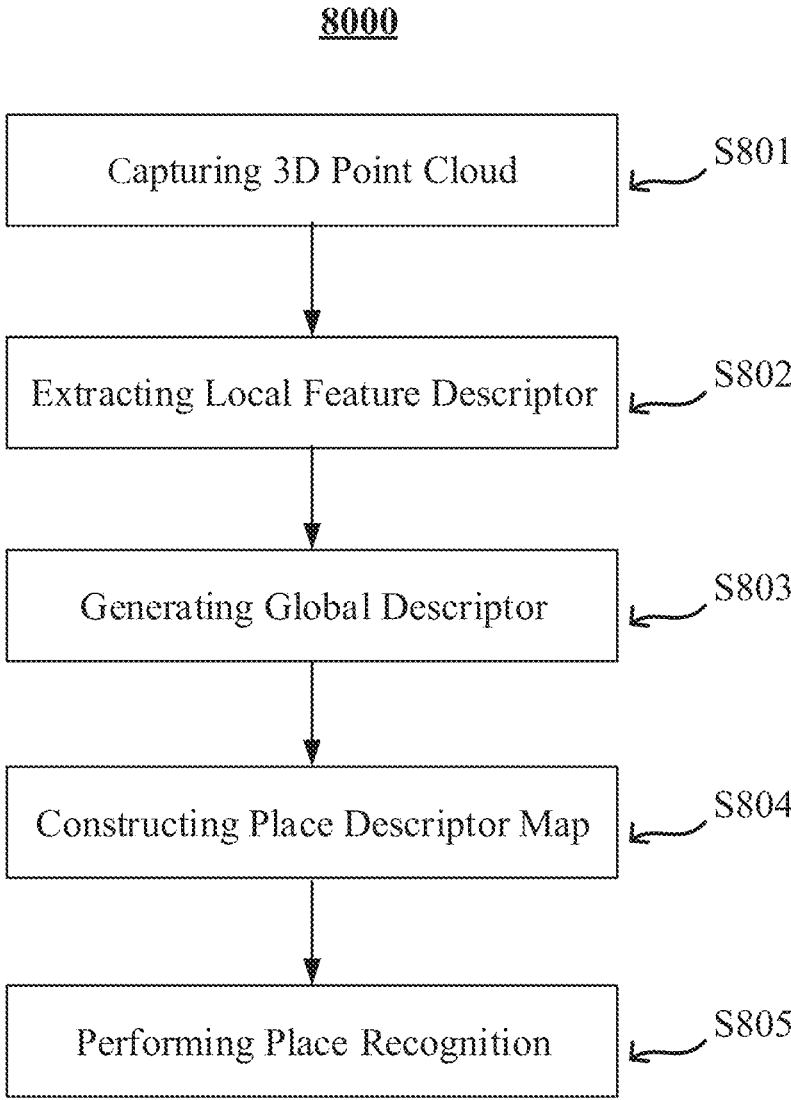 8000
Capturing 3D Point Cloud
S801
Extracting Local Feature Descriptor
S802
Generating Global Descriptor
S803
Constructing Place Descriptor Map
S804
Performing Place Recognition
S805